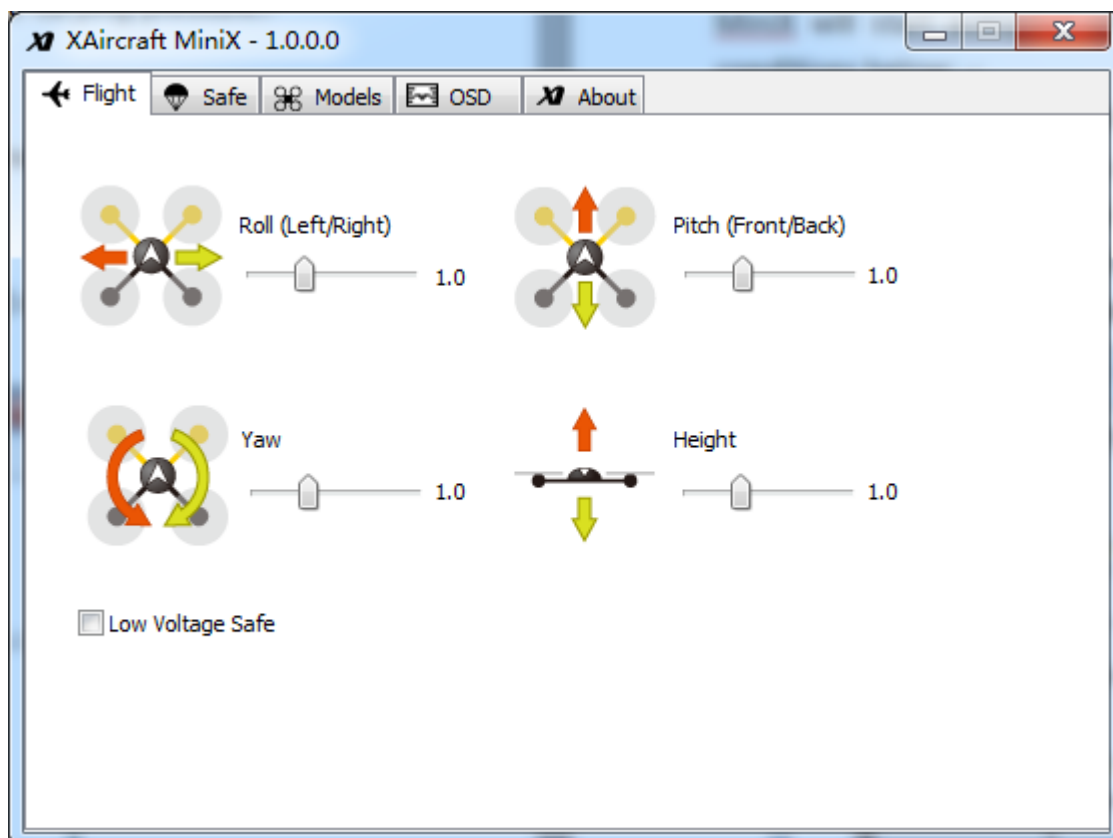 XAircraft MiniX - 1.0.0.0
Flight Safe Models OSD About
Roll (Left/Right)
1.0
Pitch (Front/Back)
1.0
Yaw
1.0
Height
1.0
Low Voltage Safe